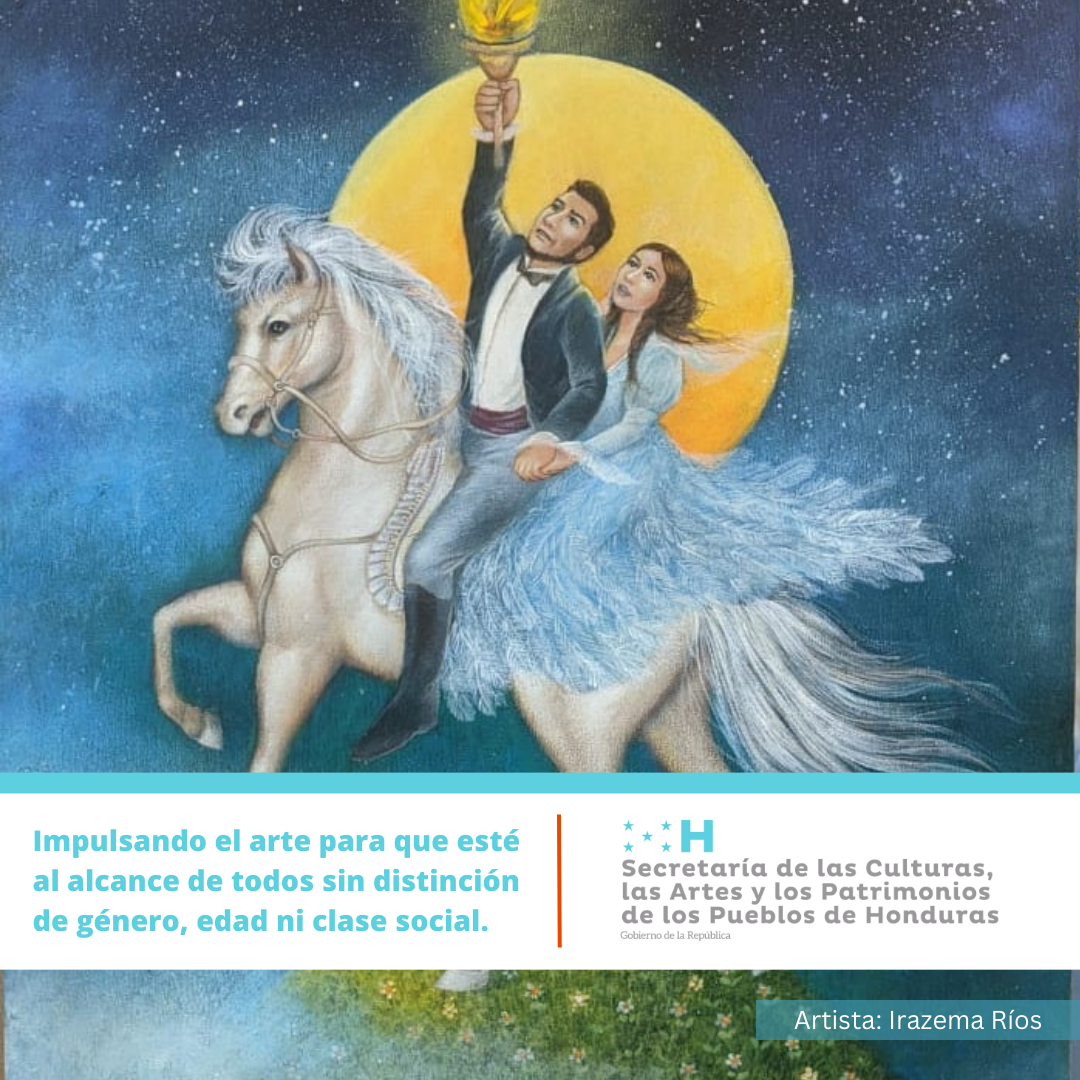 Impulsando el arte para que esté
al alcance de todos sin distinción
de género, edad ni clase social.
H
Secretaría de las Culturas,
las Artes y los Patrimonios
de los Pueblos de Honduras
Gobierno de la República
Artista: Irazema Ríos